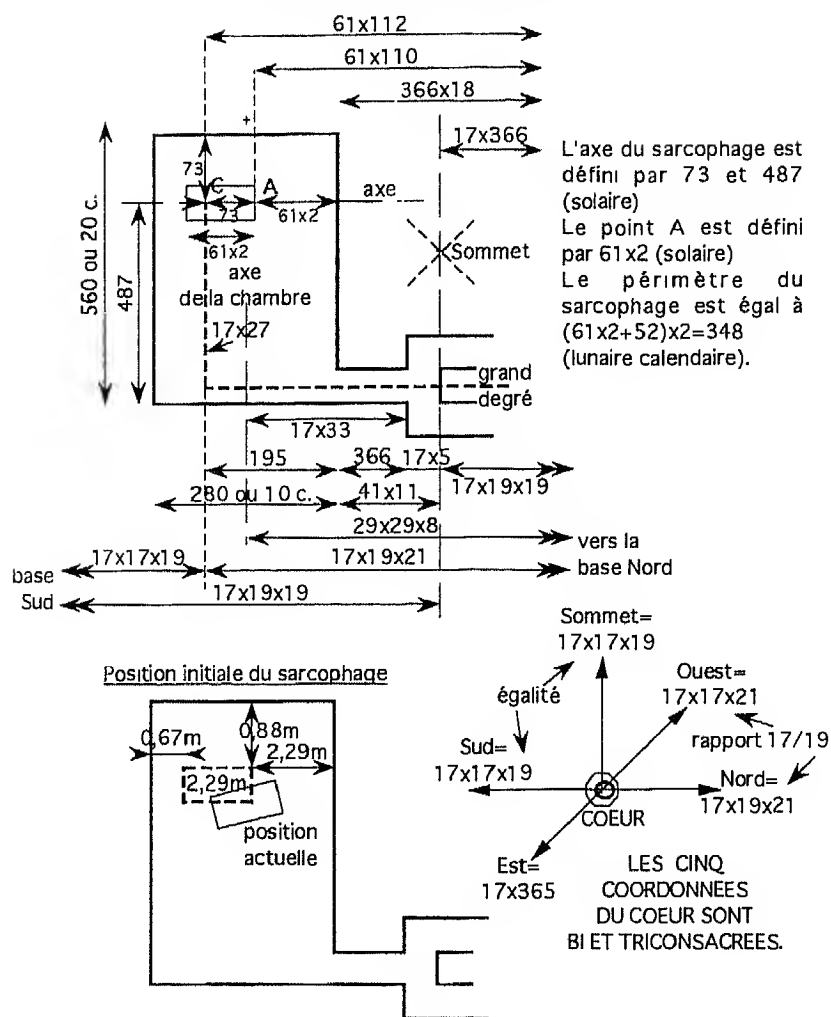 61x112
61x110
366x18
17x366
560 ou 20 c.
487
73
C
A
73
61x2
61x2
axe
Sommet
axe
de la chambre
17x27
grand
degré
17x33
195
366
17x5
280 ou 10 c.
41x11
17x19x19
29x29x8
vers la
base Nord
17x17x19
17x19x21
base
Sud
17x19x19
L'axe du sarcophage est
défini par 73 et 487
(solaire)
Le point A est défini
par 61x2 (solaire)
Le périmètre du
sarcophage est égal à
(61x2+52)x2=348
(lunaire calendaire).
Position initiale du sarcophage
0,67m
0,88m
2,29m
2,29m
position
actuelle
Sommet=
17x17x19
égalité
Ouest=
17x17x21
rapport 17/19
Sud=
17x17x19
Nord=
17x19x21
COEUR
Est=
17x365
LES CINQ
COORDONNEES
DU COEUR SONT
BI ET TRICONSACREES.